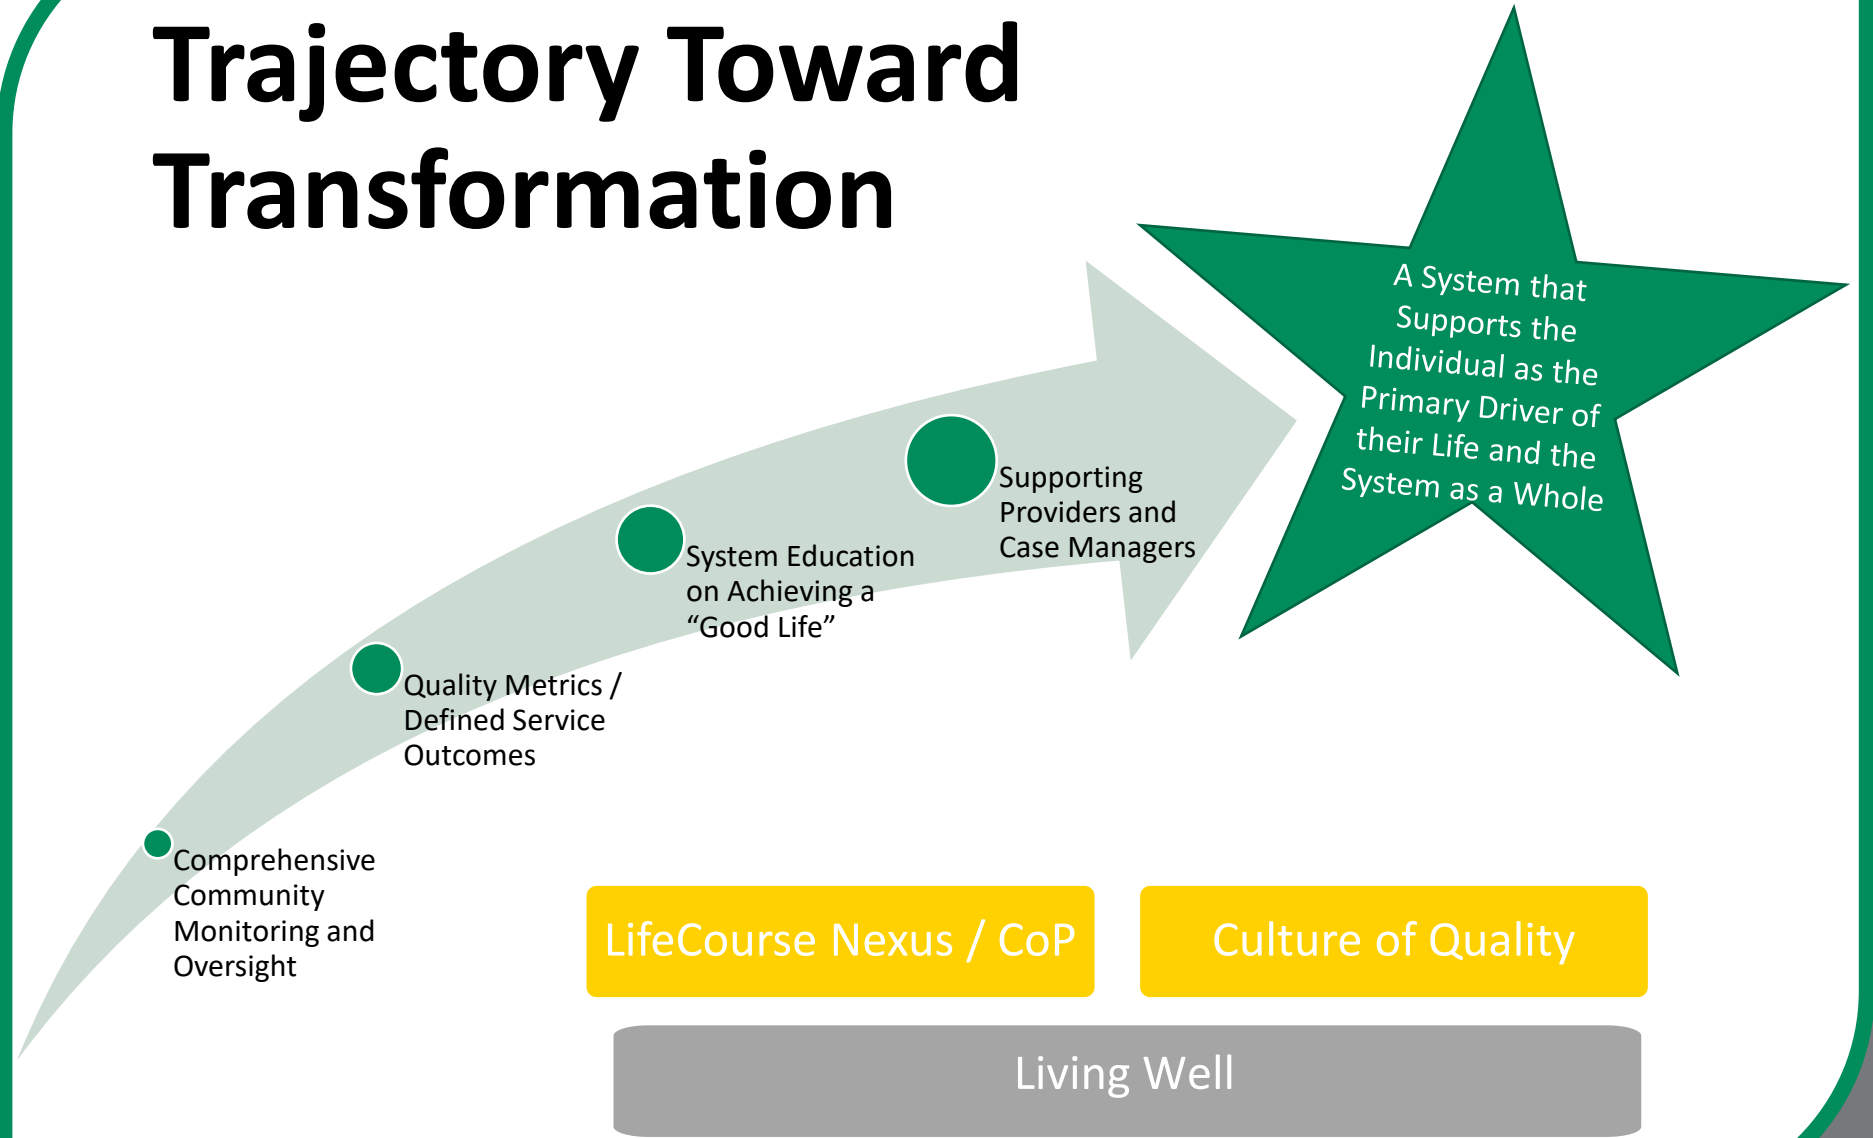 Trajectory Toward
Transformation
A System that
Supports the
Individual as the
Primary Driver of
their Life and the
System as a Whole
Supporting
Providers and
Case Managers
System Education
on Achieving a
“Good Life”
Quality Metrics /
Defined Service
Outcomes
Comprehensive
Community
Monitoring and
Oversight
LifeCourse Nexus / CoP
Culture of Quality
Living Well